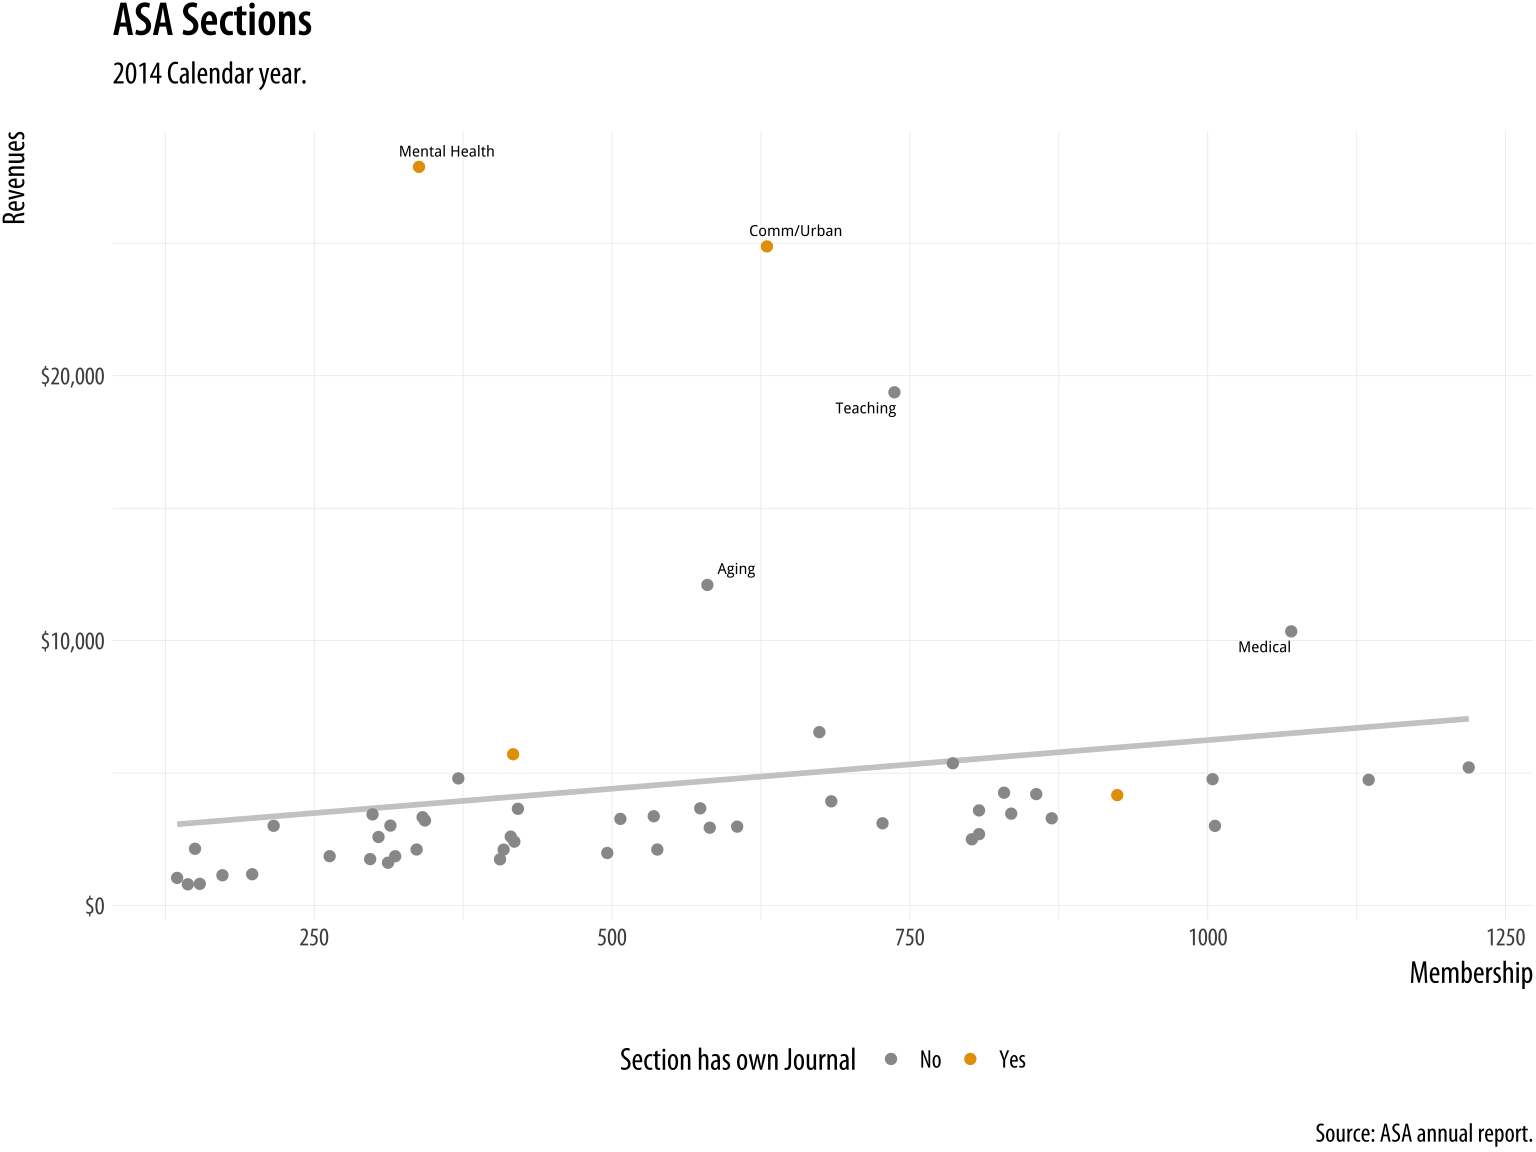 ASA Sections
2014 Calendar year.
Revenues
Mental Health
Comm/Urban
$20,000
Teaching
Aging
$10,000
Medical
$0
250
500
750
1000
1250
Membership
Section has own Journal
No
Yes
Source: ASA annual report.